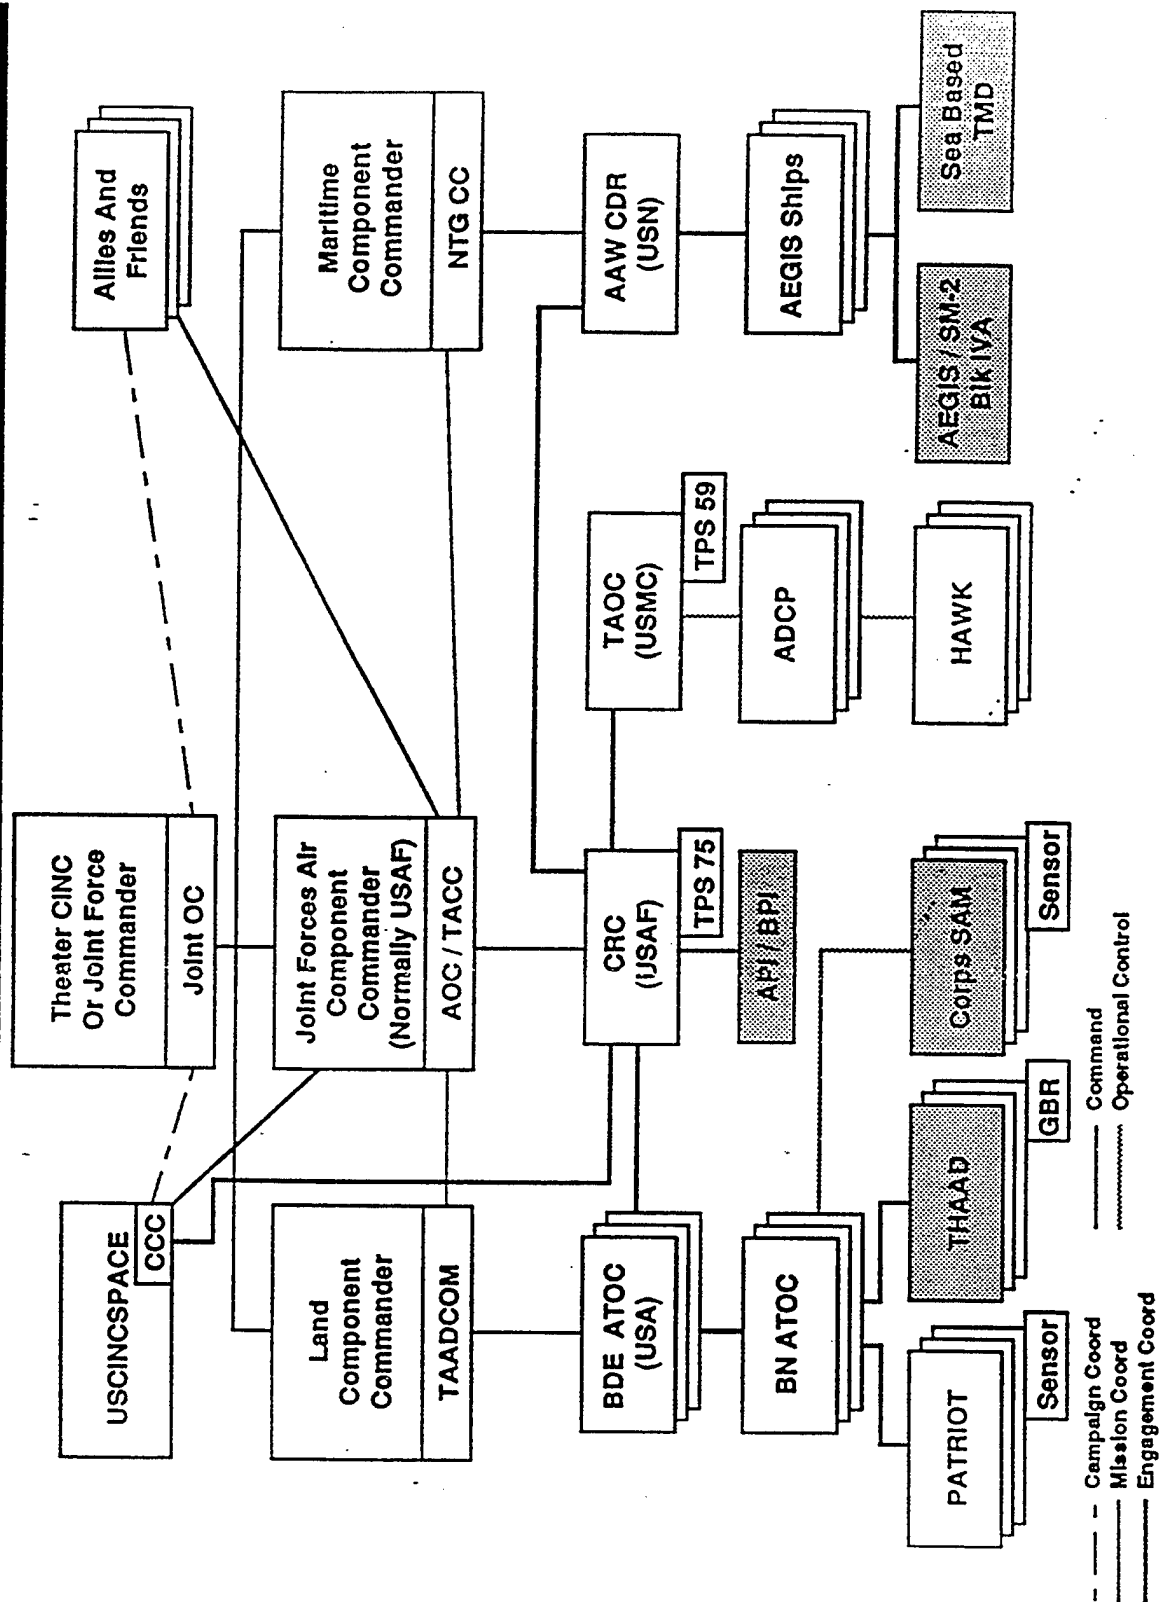 Theater CINC
Or Joint Force
Commander
Joint OC
USCINCSPACE
CCC
Allies And
Friends
Land
Component
Commander
TAADCOM
Joint Forces Air
Component
Commander
(Normally USAF)
AOC / TACC
Maritime
Component
Commander
NTG CC
BDE ATOC
(USA)
CRC
(USAF)
TPS 75
TAOC
(USMC)
TPS 59
AAW CDR
(USN)
BN ATOC
API / BPI
ADCP
AEGIS Ships
PATRIOT
Sensor
THAAD
GBR
Corps SAM
Sensor
HAWK
AEGIS / SM-2
Blk IVA
Sea Based
TMD
Campaign Coord
Mission Coord
Engagement Coord
Command
Operational Control